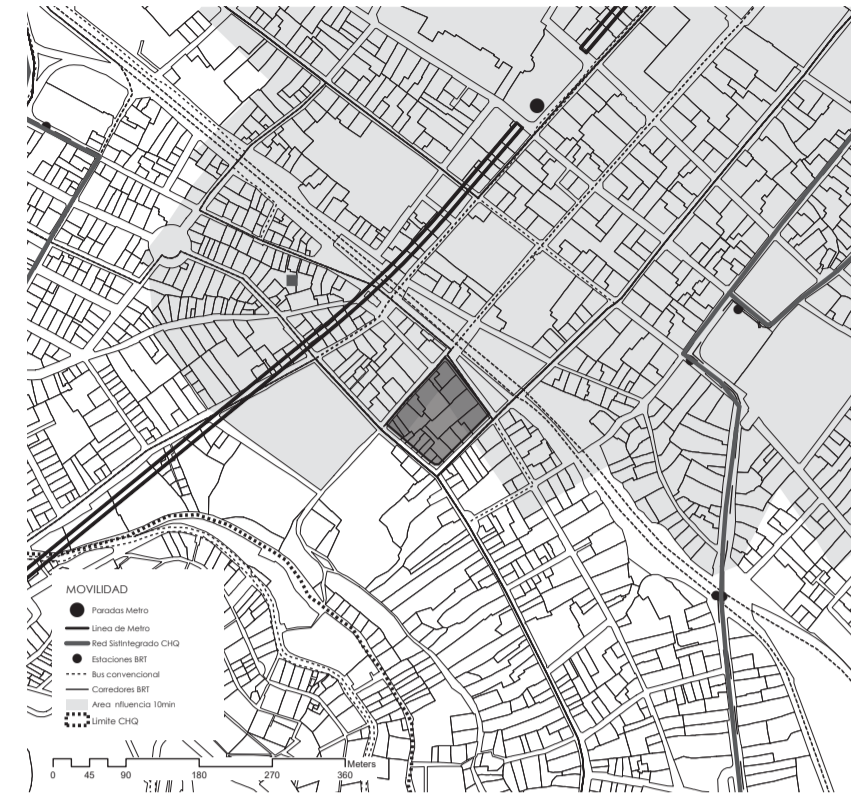 MOVILIDAD
Paradas Metro
Línea de Metro
Red SistIntegrado CHQ
Estaciones BRT
Bus convencional
Corredores BRT
Area nfluencia 10min
Limite CHQ
Meters
0 45 90 180 270 360